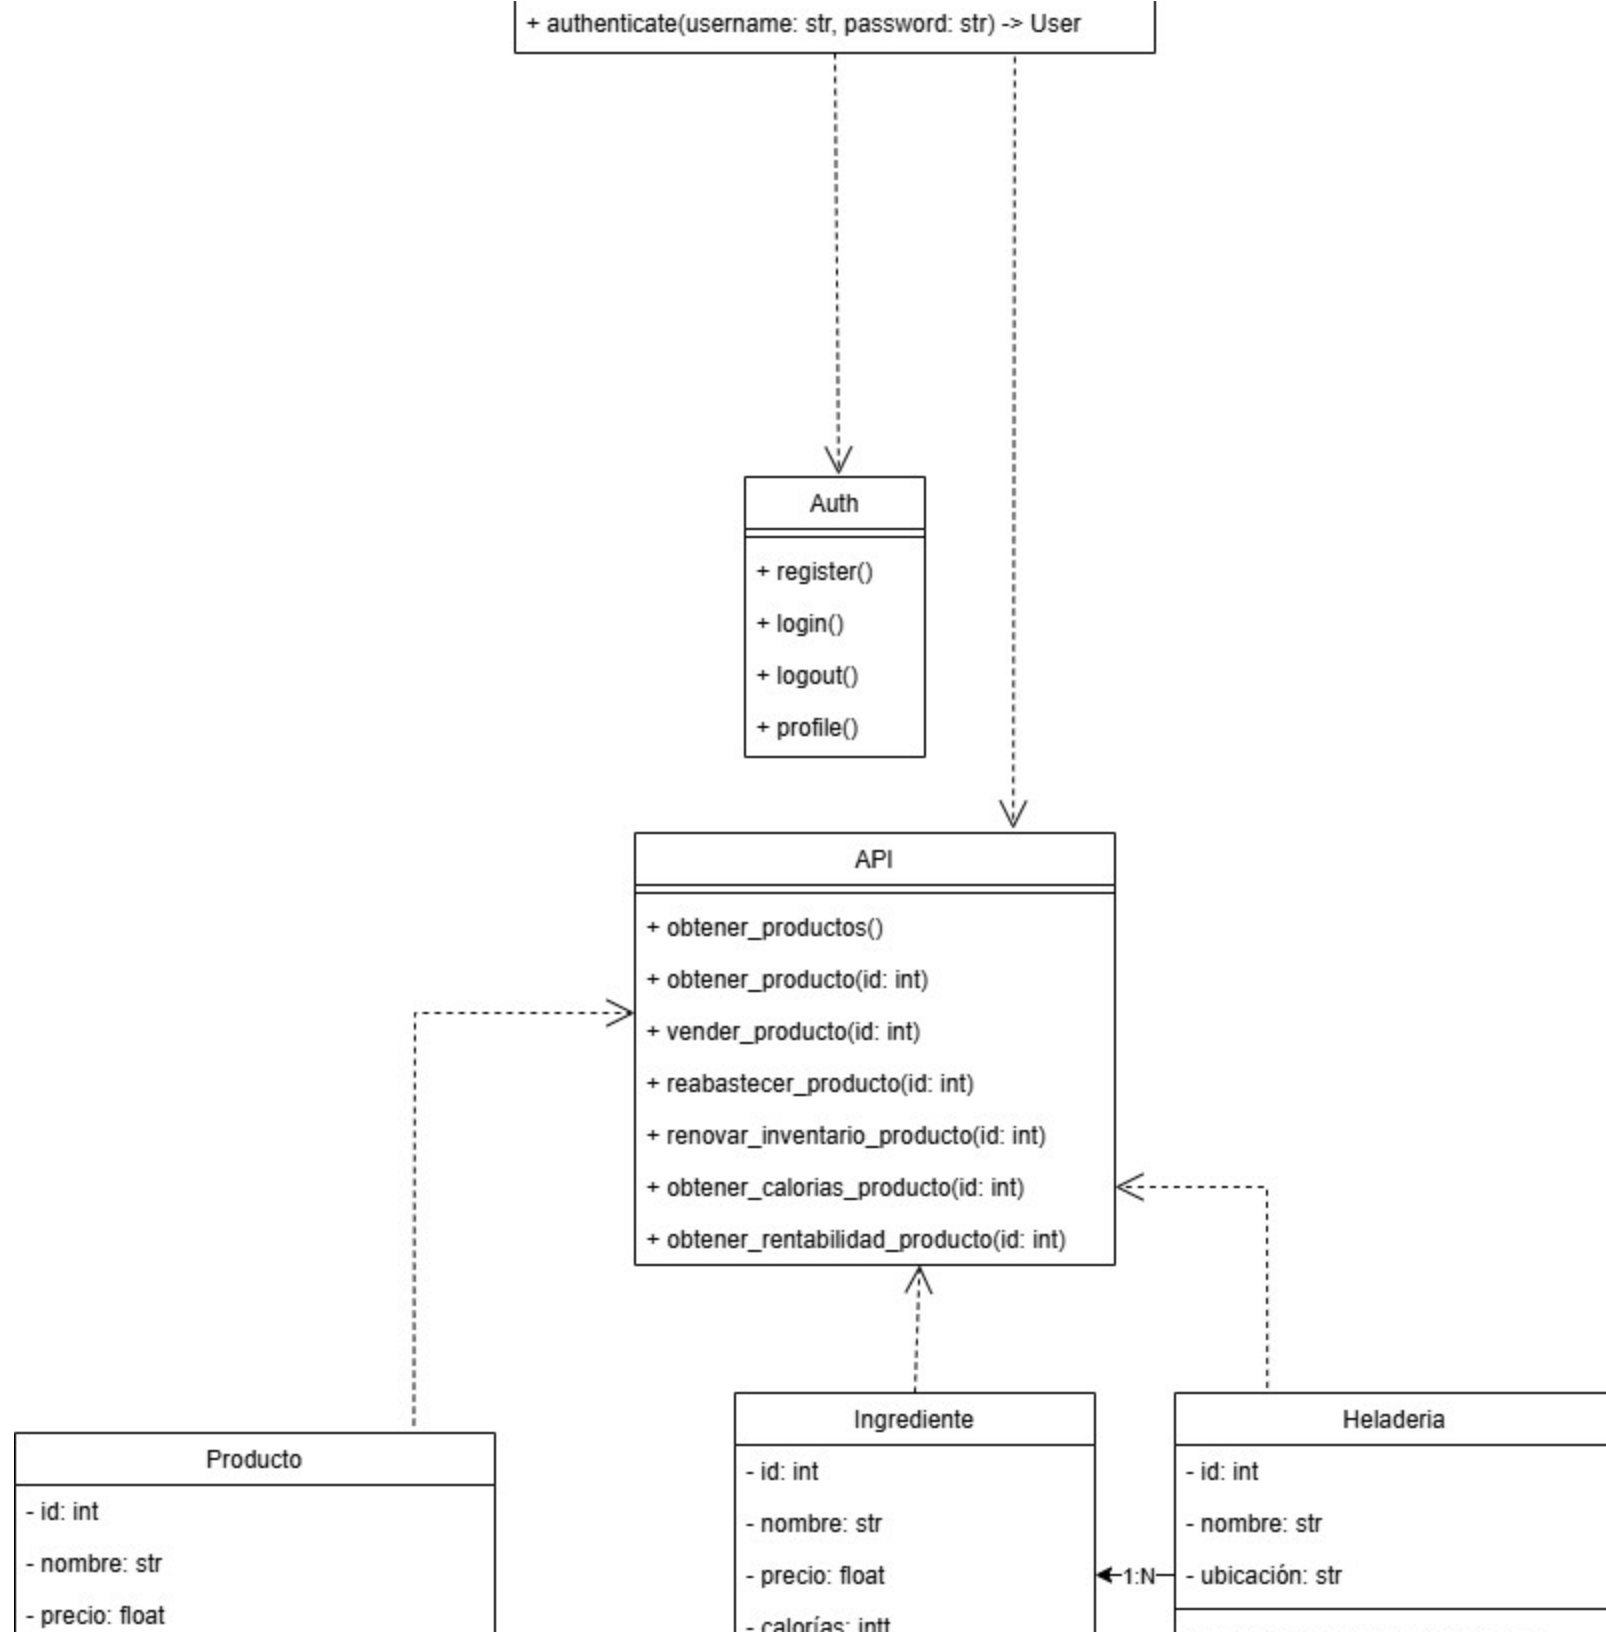 + authenticate(username: str, password: str) -> User
Auth
+ register()
+ login()
+ logout()
+ profile()
API
+ obtener_productos()
+ obtener_producto(id: int)
+ vender_producto(id: int)
+ reabastecer_producto(id: int)
+ renovar_inventario_producto(id: int)
+ obtener_calorias_producto(id: int)
+ obtener_rentabilidad_producto(id: int)
Producto
- id: int
- nombre: str
- precio: float
Ingrediente
- id: int
- nombre: str
- precio: float
- calorías: intt
1:N
Heladeria
- id: int
- nombre: str
- ubicación: str